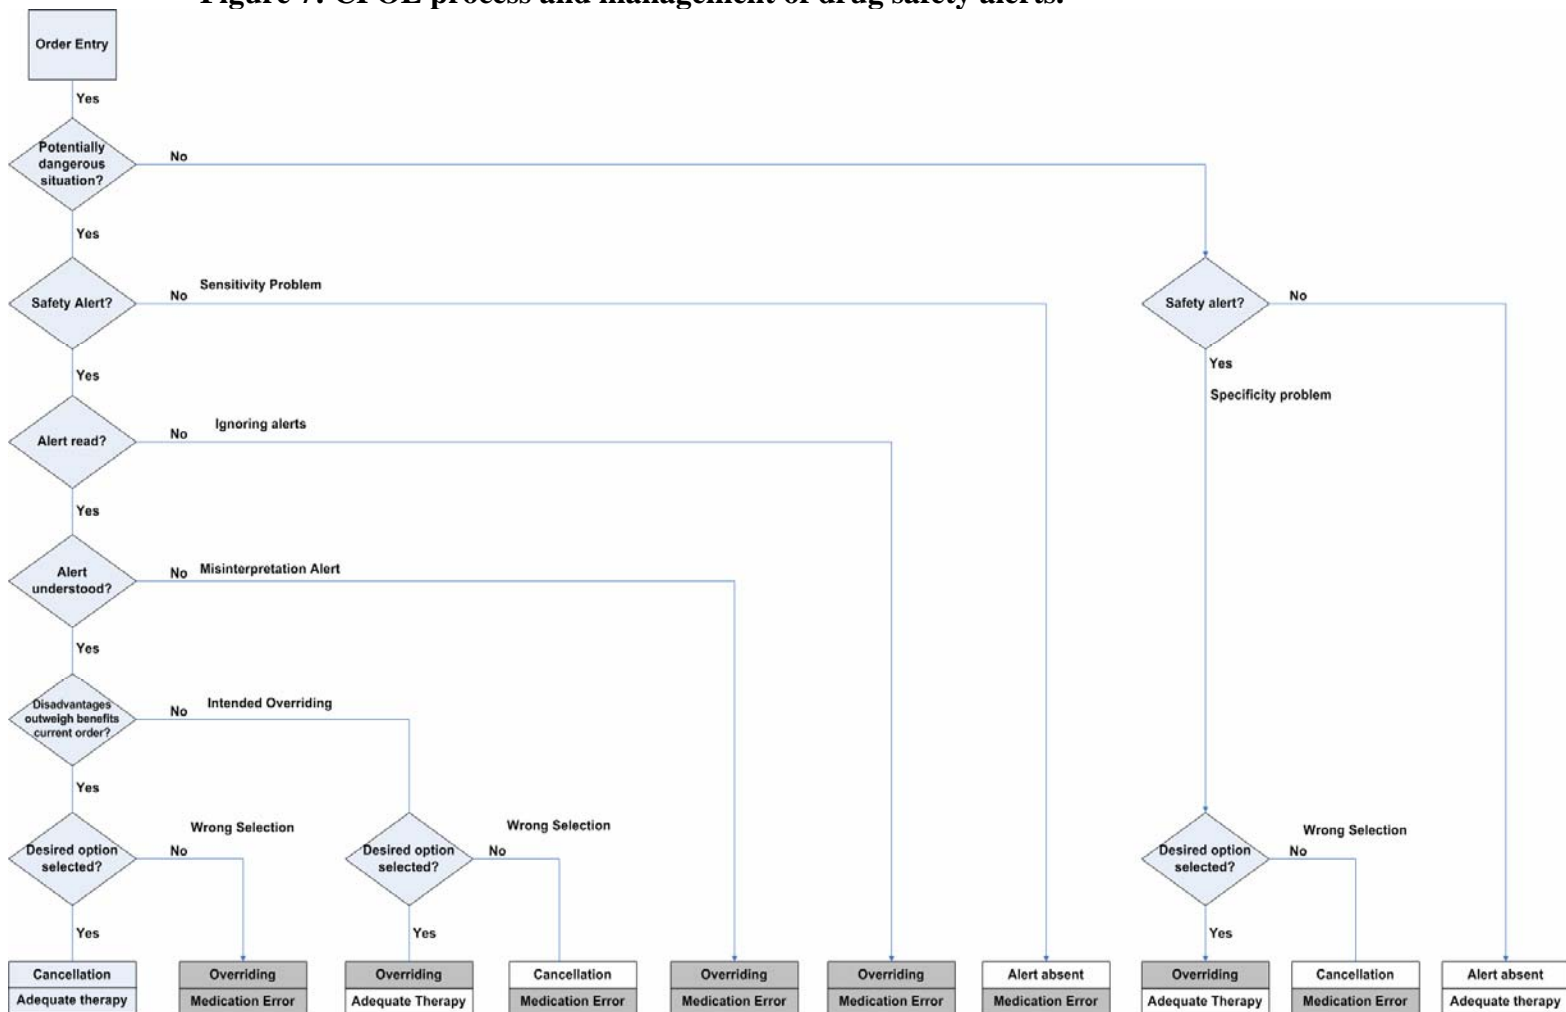 Figure 7. CPOE process and management of drug safety alerts.
Order Entry
Yes
Potentially
dangerous
situation?
No
Yes
Safety Alert?
No
Sensitivity Problem
Safety alert?
No
Yes
Yes
Specificity problem
Alert read?
No
Ignoring alerts
Yes
Alert
understood?
No
Misinterpretation Alert
Yes
Disadvantages
outweigh benefits
current order?
No
Intended Overriding
Yes
Desired option
selected?
No
Wrong Selection
Desired option
selected?
No
Wrong Selection
Desired option
selected?
No
Wrong Selection
Yes
Yes
Yes
Cancellation
Adequate therapy
Overriding
Medication Error
Overriding
Adequate Therapy
Cancellation
Medication Error
Overriding
Medication Error
Overriding
Medication Error
Alert absent
Medication Error
Overriding
Adequate Therapy
Cancellation
Medication Error
Alert absent
Adequate therapy